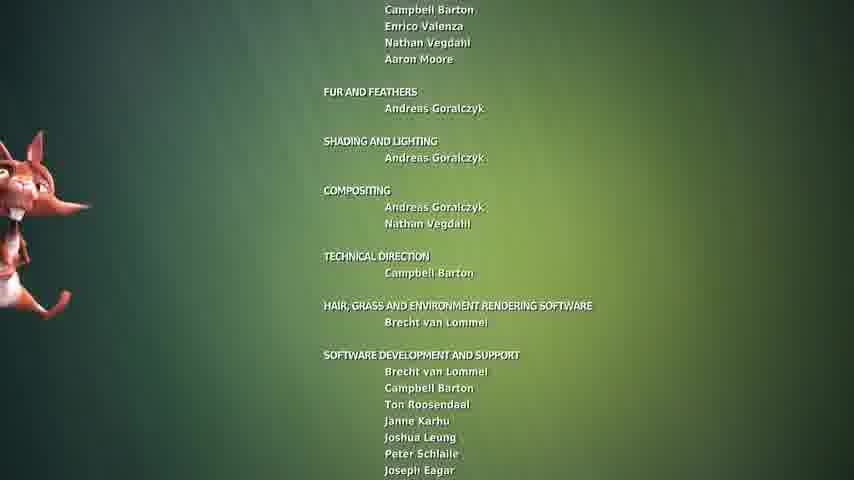 Campbell Barton
Enrico Valenza
Nathan Vegdahl
Aaron Moore
FUR AND FEATHERS
Andreas Goralczyk
SHADING AND LIGHTING
Andreas Goralczyk
COMPOSITING
Andreas Goralczyk
Nathan Vegdahl
TECHNICAL DIRECTION
Campbell Barton
HAIR, GRASS AND ENVIRONMENT RENDERING SOFTWARE
Brecht van Lommel
SOFTWARE DEVELOPMENT AND SUPPORT
Brecht van Lommel
Campbell Barton
Ton Roosendaal
Janne Karhu
Joshua Leung
Peter Schlaile
Joseph Eagar